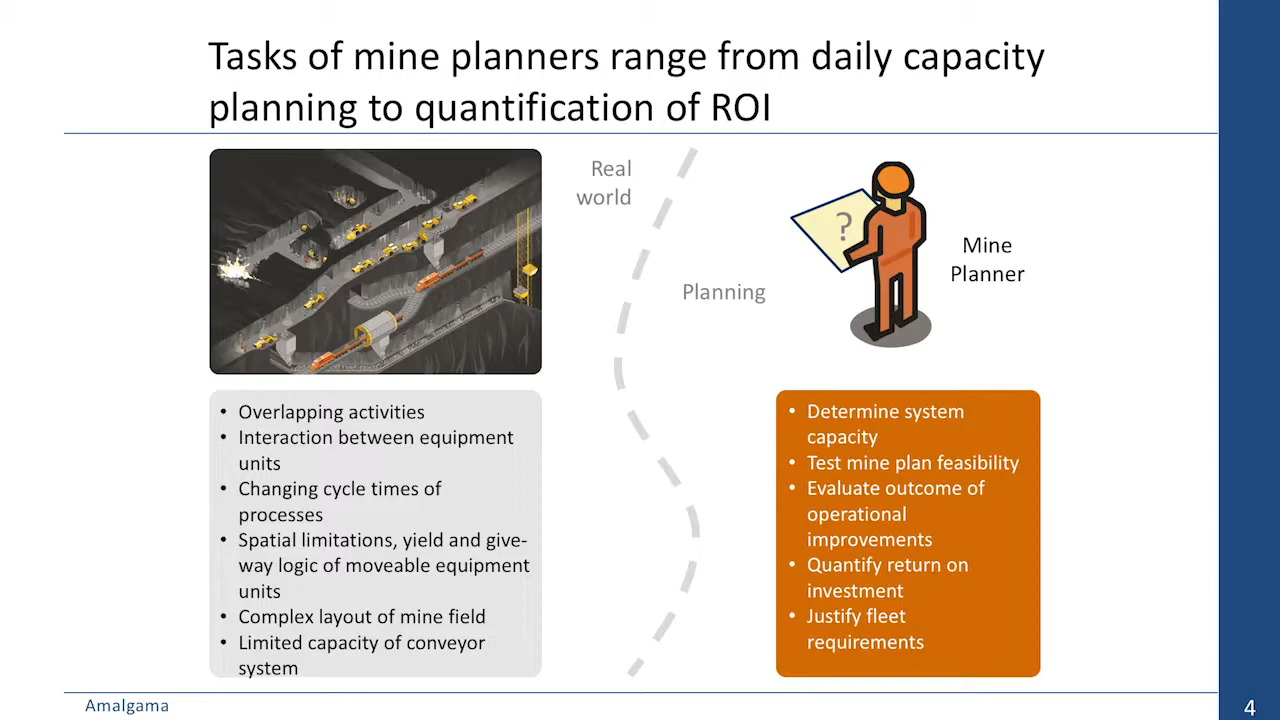 Tasks of mine planners range from daily capacity
planning to quantification of ROI
Real
world
Planning
?
Mine
Planner
• Overlapping activities
• Interaction between equipment
units
• Changing cycle times of
processes
• Spatial limitations, yield and give-
way logic of moveable equipment
units
• Complex layout of mine field
• Limited capacity of conveyor
system
• Determine system
capacity
• Test mine plan feasibility
• Evaluate outcome of
operational
improvements
• Quantify return on
investment
• Justify fleet
requirements
Amalgama
4